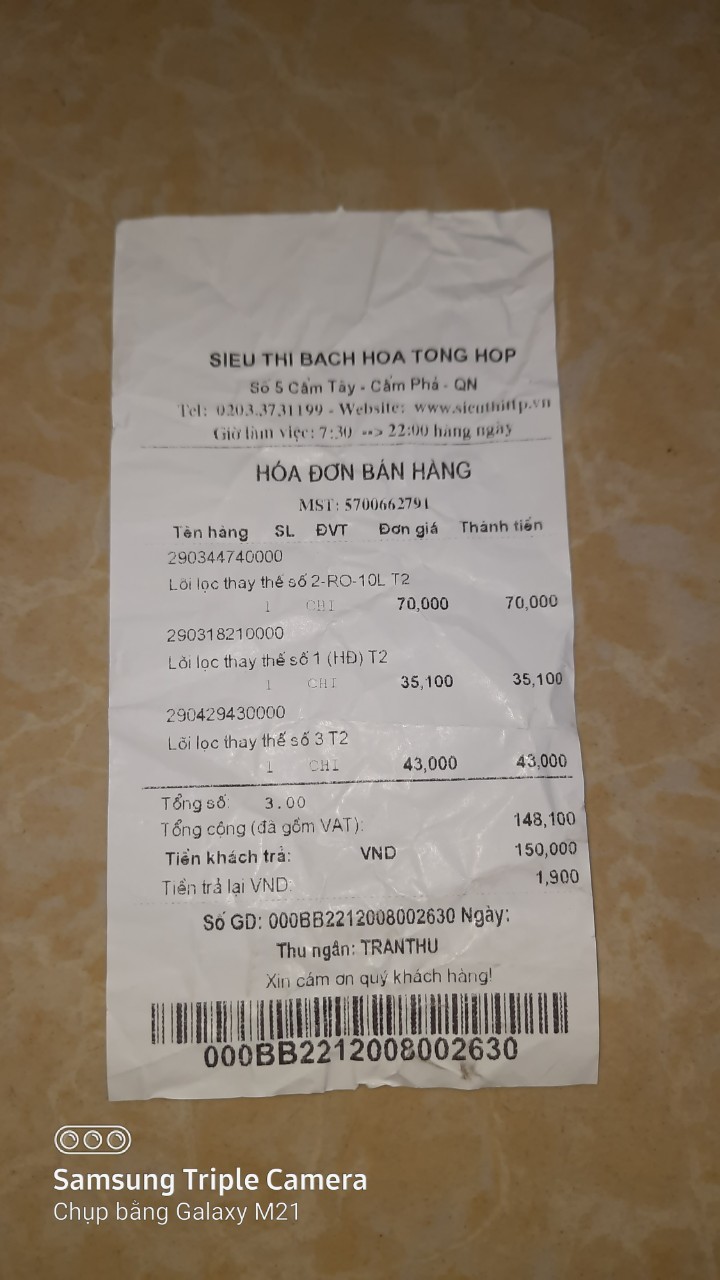 SIEU THI BACH HOA TONG HOP
Số 5 Cẩm Tây - Cẩm Phả - QN
Tel: 0203.3731199 - Website: www.sieuthitlp.vn
Giờ làm việc: 7:30 --> 22:00 hàng ngày
HÓA ĐƠN BÁN HÀNG
MST: 5700662791
Tên hàng SL ĐVT Đơn giá Thành tiền
290344740000
Lõi lọc thay thế số 2-RO-10L T2
1 CHI 70,000 70,000
290318210000
Lõi lọc thay thế số 1 (HĐ) T2
1 CHI 35,100 35,100
290429430000
Lõi lọc thay thế số 3 T2
1 CHI 43,000 43,000
Tổng số: 3.00
Tổng cộng (đã gồm VAT): 148,100
Tiền khách trả: VND 150,000
Tiền trả lại VND: 1,900
Số GD: 000BB2212008002630 Ngày:
Thu ngân: TRANTHU
Xin cám ơn quý khách hàng!
000BB2212008002630
Samsung Triple Camera
Chụp bằng Galaxy M21